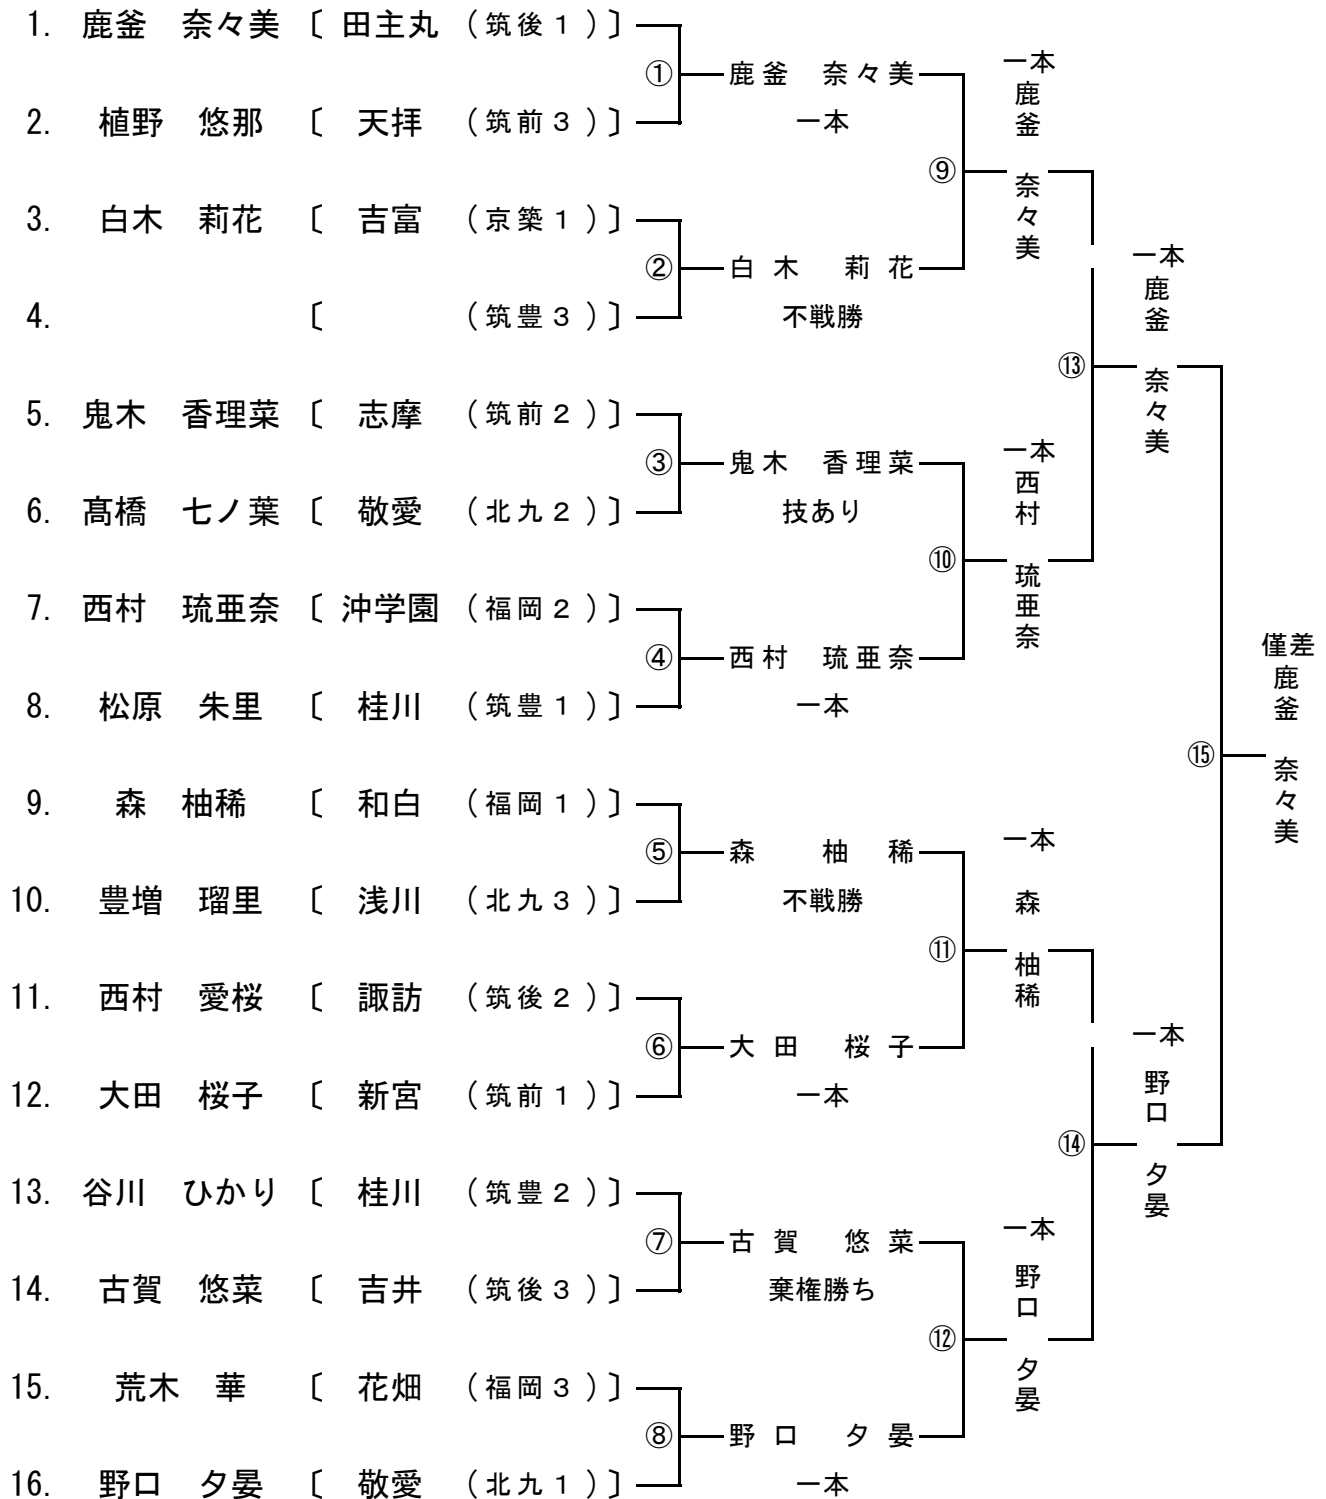 1. 鹿釜　奈々美 〔 田主丸 （筑後１）〕
① 鹿釜　奈々美
一本
2. 植野　悠那 〔 天拝 （筑前３）〕
3. 白木　莉花 〔 吉富 （京築１）〕
② 白木　莉花
不戦勝
4. 〔 （筑豊３）〕
5. 鬼木　香理菜 〔 志摩 （筑前２）〕
③ 鬼木　香理菜
技あり
6. 髙橋　七ノ葉 〔 敬愛 （北九２）〕
7. 西村　琉亜奈 〔 沖学園 （福岡２）〕
④ 西村　琉亜奈
一本
8. 松原　朱里 〔 桂川 （筑豊１）〕
9. 森　柚稀 〔 和白 （福岡１）〕
⑤ 森　柚稀
不戦勝
10. 豊増　瑠里 〔 浅川 （北九３）〕
11. 西村　愛桜 〔 諏訪 （筑後２）〕
⑥ 大田　桜子
一本
12. 大田　桜子 〔 新宮 （筑前１）〕
13. 谷川　ひかり 〔 桂川 （筑豊２）〕
⑦ 古賀　悠菜
棄権勝ち
14. 古賀　悠菜 〔 吉井 （筑後３）〕
15. 荒木　華 〔 花畑 （福岡３）〕
⑧ 野口　夕晏
一本
16. 野口　夕晏 〔 敬愛 （北九１）〕
⑨
一本
鹿釜　奈々美
⑩
一本
西村　琉亜奈
⑪
一本
森　柚稀
⑫
一本
野口　夕晏
⑬
一本
鹿釜　奈々美
⑭
一本
野口　夕晏
⑮
僅差
鹿釜　奈々美